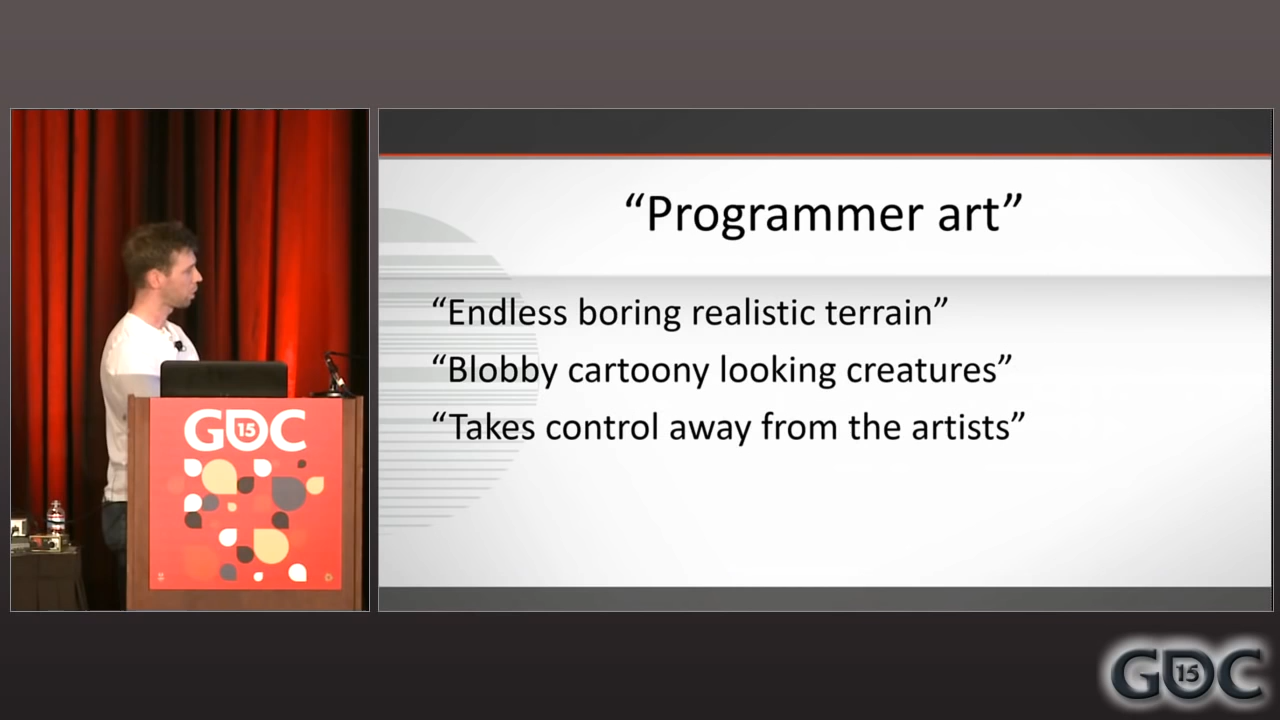 “Programmer art”
“Endless boring realistic terrain”
“Blobby cartoony looking creatures”
“Takes control away from the artists”
GDC
15
GDC
15